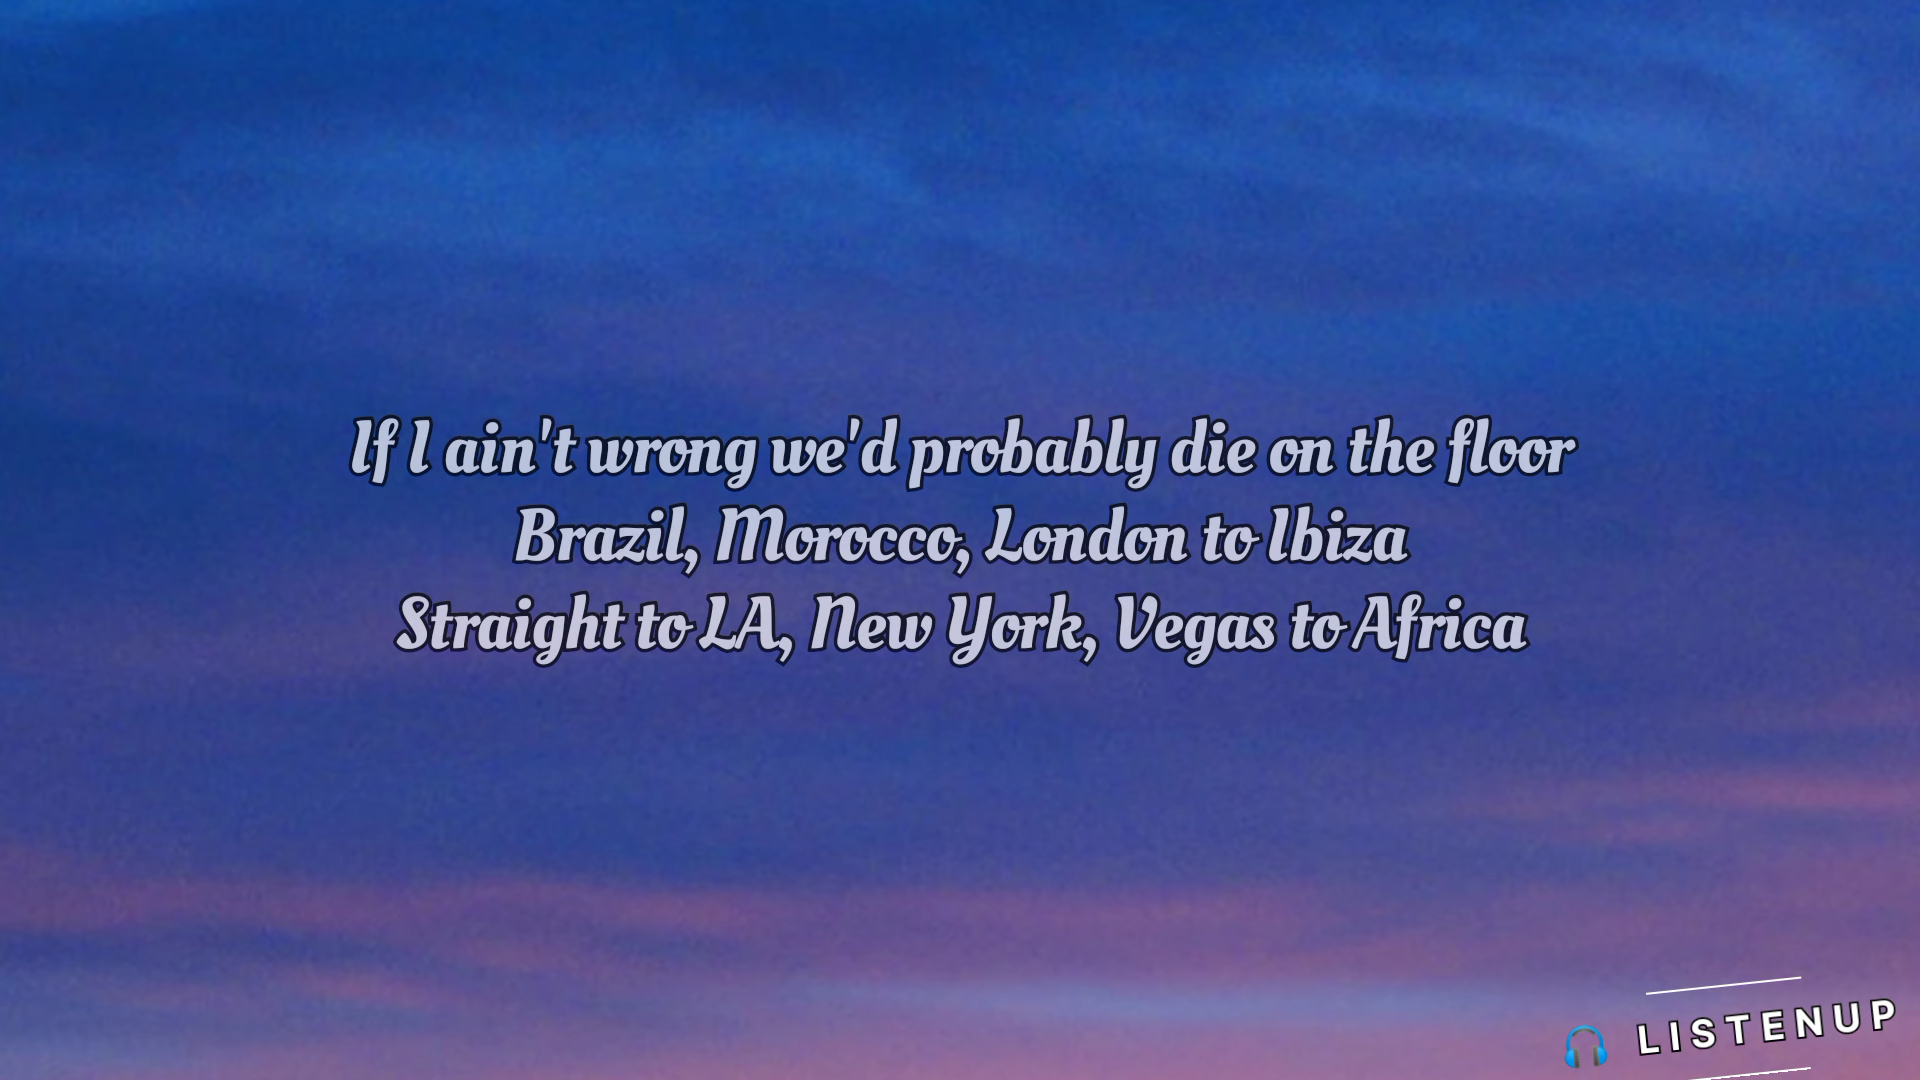 If I ain't wrong we'd probably die on the floor
Brazil, Morocco, London to Ibiza
Straight to LA, New York, Vegas to Africa
LISTENUP